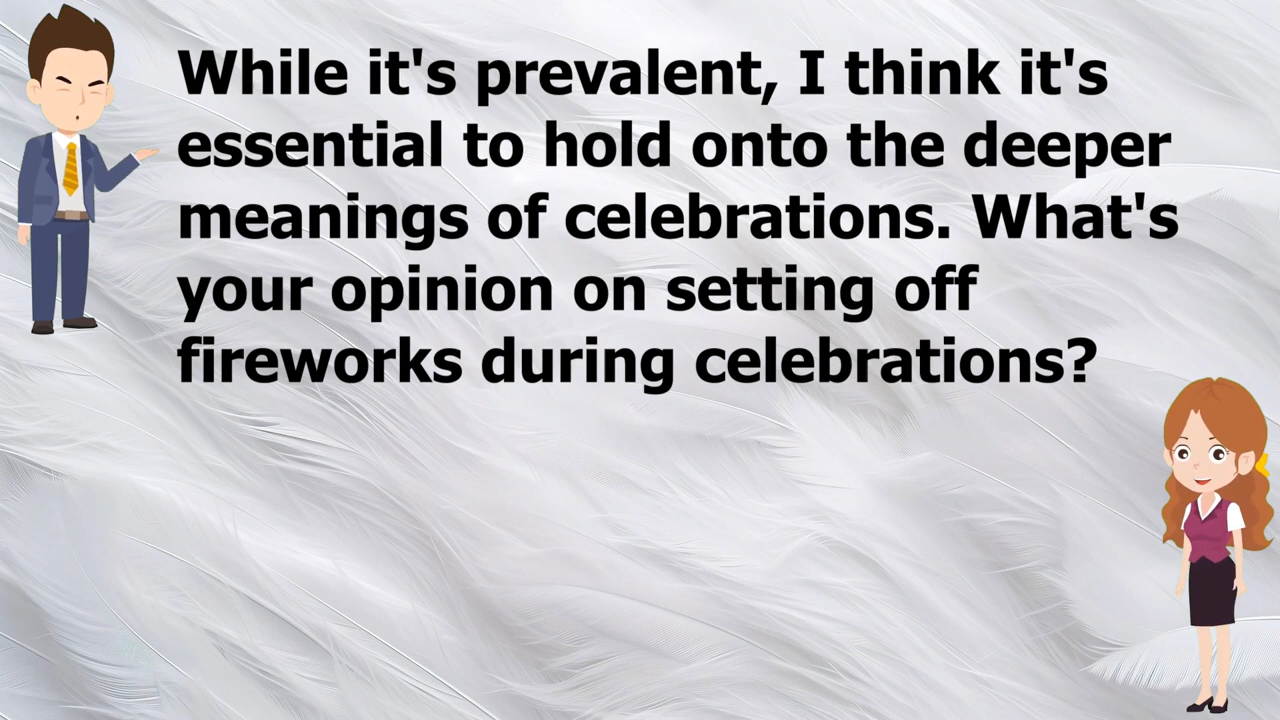 While it's prevalent, I think it's
essential to hold onto the deeper
meanings of celebrations. What's
your opinion on setting off
fireworks during celebrations?